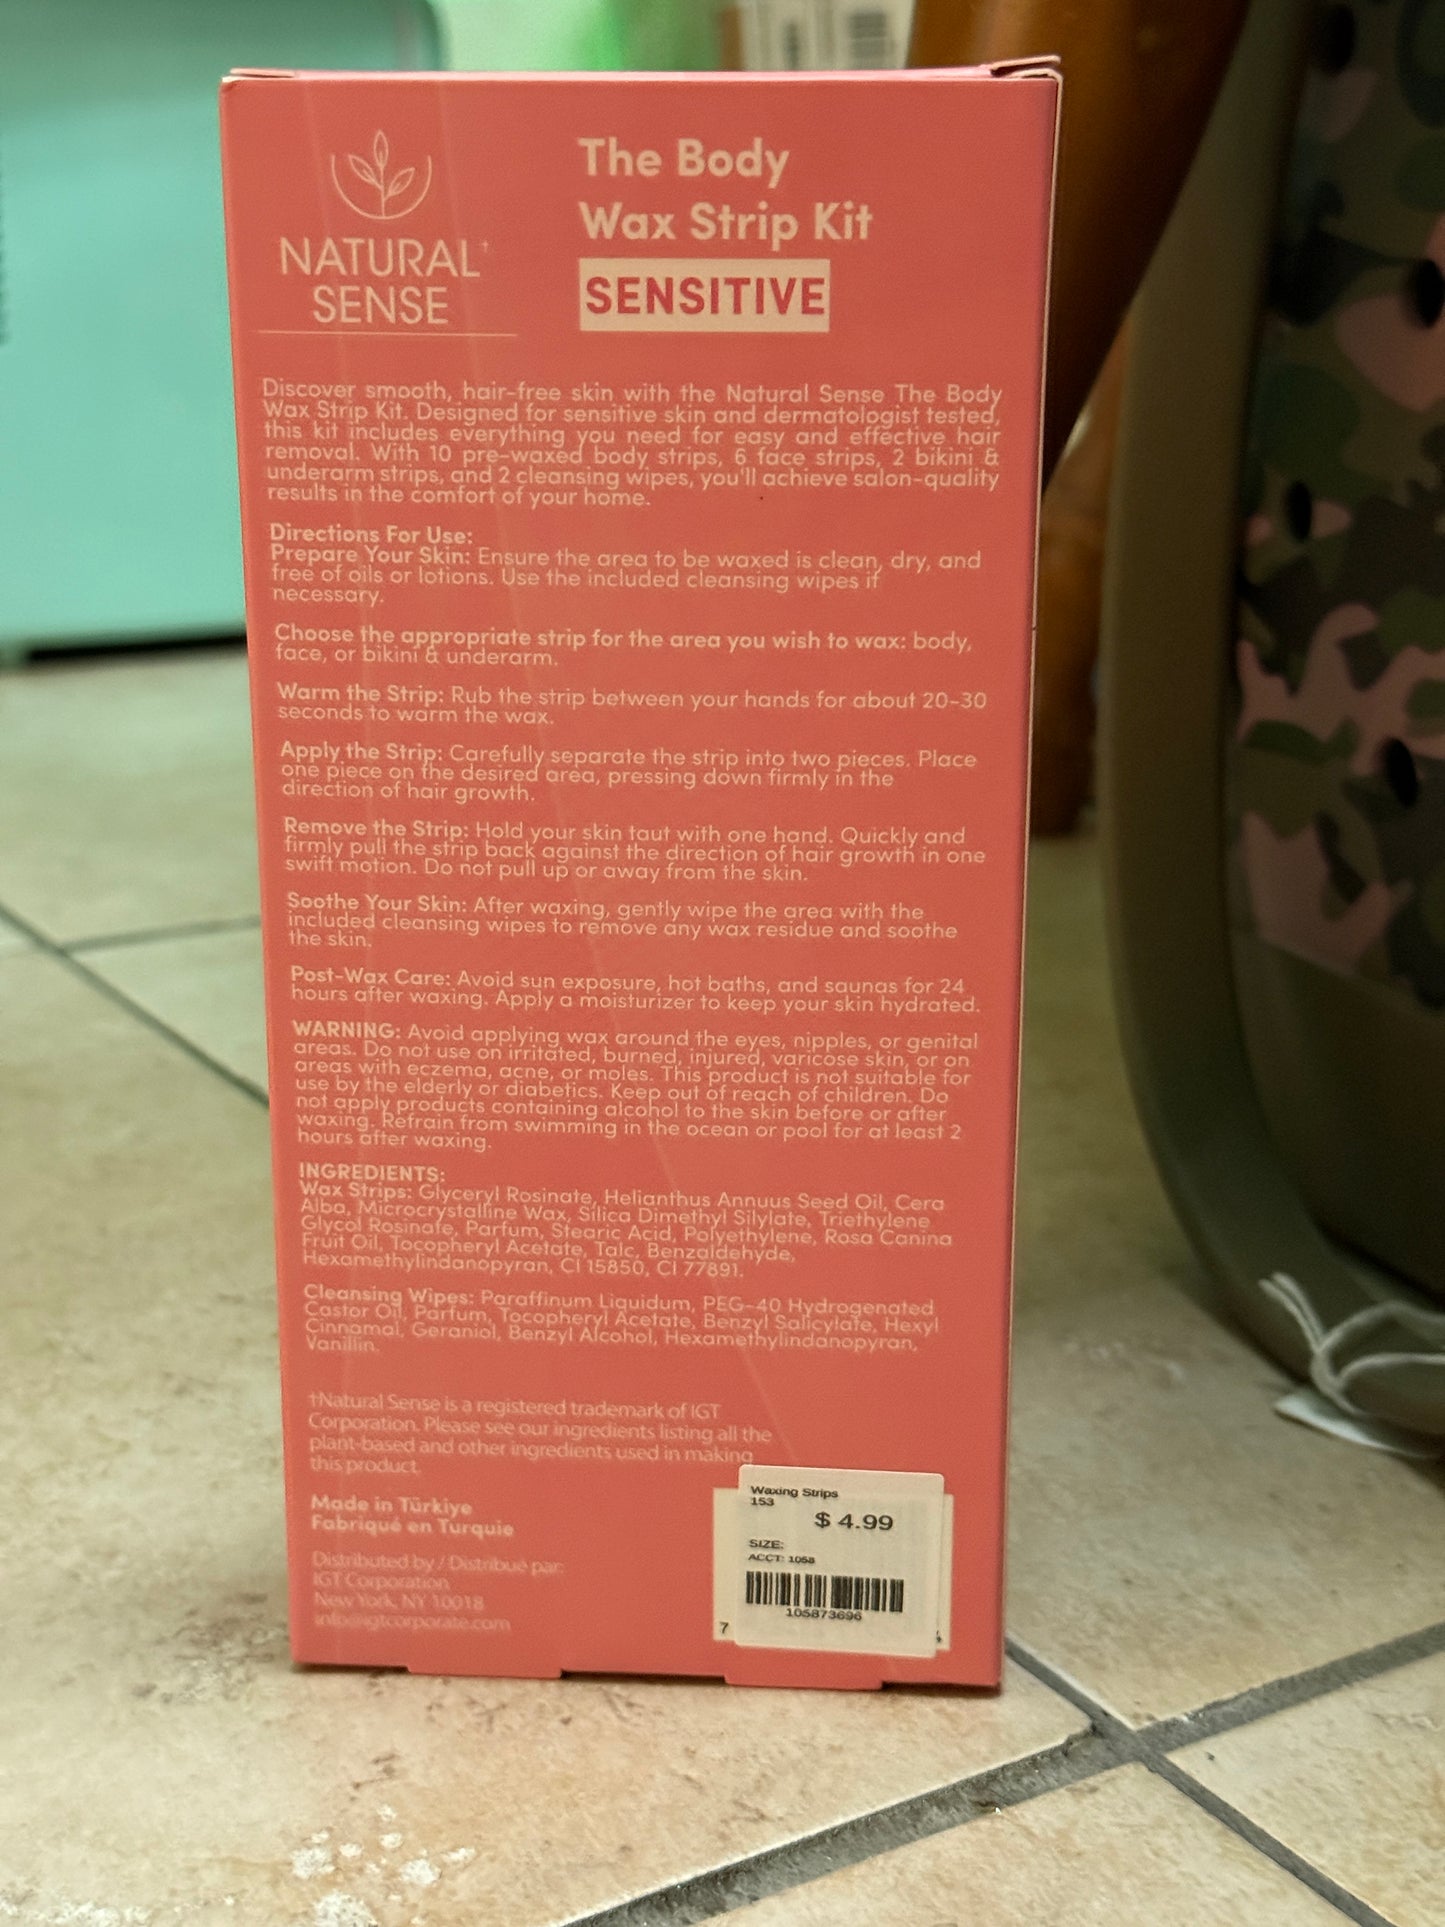 NATURAL†
SENSE
The Body
Wax Strip Kit
SENSITIVE
Discover smooth, hair-free skin with the Natural Sense The Body
Wax Strip Kit. Designed for sensitive skin and dermatologist tested,
this kit includes everything you need for easy and effective hair
removal. With 10 pre-waxed body strips, 6 face strips, 2 bikini &
underarm strips, and 2 cleansing wipes, you'll achieve salon-quality
results in the comfort of your home.
Directions For Use:
Prepare Your Skin: Ensure the area to be waxed is clean, dry, and
free of oils or lotions. Use the included cleansing wipes if
necessary.
Choose the appropriate strip for the area you wish to wax: body,
face, or bikini & underarm.
Warm the Strip: Rub the strip between your hands for about 20-30
seconds to warm the wax.
Apply the Strip: Carefully separate the strip into two pieces. Place
one piece on the desired area, pressing down firmly in the
direction of hair growth.
Remove the Strip: Hold your skin taut with one hand. Quickly and
firmly pull the strip back against the direction of hair growth in one
swift motion. Do not pull up or away from the skin.
Soothe Your Skin: After waxing, gently wipe the area with the
included cleansing wipes to remove any wax residue and soothe
the skin.
Post-Wax Care: Avoid sun exposure, hot baths, and saunas for 24
hours after waxing. Apply a moisturizer to keep your skin hydrated.
WARNING: Avoid applying wax around the eyes, nipples, or genital
areas. Do not use on irritated, burned, injured, varicose skin, or on
areas with eczema, acne, or moles. This product is not suitable for
use by the elderly or diabetics. Keep out of reach of children. Do
not apply products containing alcohol to the skin before or after
waxing. Refrain from swimming in the ocean or pool for at least 2
hours after waxing.
INGREDIENTS:
Wax Strips: Glyceryl Rosinate, Helianthus Annuus Seed Oil, Cera
Alba, Microcrystalline Wax, Silica Dimethyl Silylate, Triethylene
Glycol Rosinate, Parfum, Stearic Acid, Polyethylene, Rosa Canina
Fruit Oil, Tocopheryl Acetate, Talc, Benzaldehyde,
Hexamethylindanopyran, CI 15850, CI 77891.
Cleansing Wipes: Paraffinum Liquidum, PEG-40 Hydrogenated
Castor Oil, Parfum, Tocopheryl Acetate, Benzyl Salicylate, Hexyl
Cinnamal, Geraniol, Benzyl Alcohol, Hexamethylindanopyran,
Vanillin.
†Natural Sense is a registered trademark of IGT
Corporation. Please see our ingredients listing all the
plant-based and other ingredients used in making
this product.
Made in Türkiye
Fabriqué en Turquie
Distributed by / Distribué par:
IGT Corporation
New York, NY 10018
info@igtcorporate.com
Waxing Strips
153
$ 4.99
SIZE:
ACCT: 1058
105873696
7